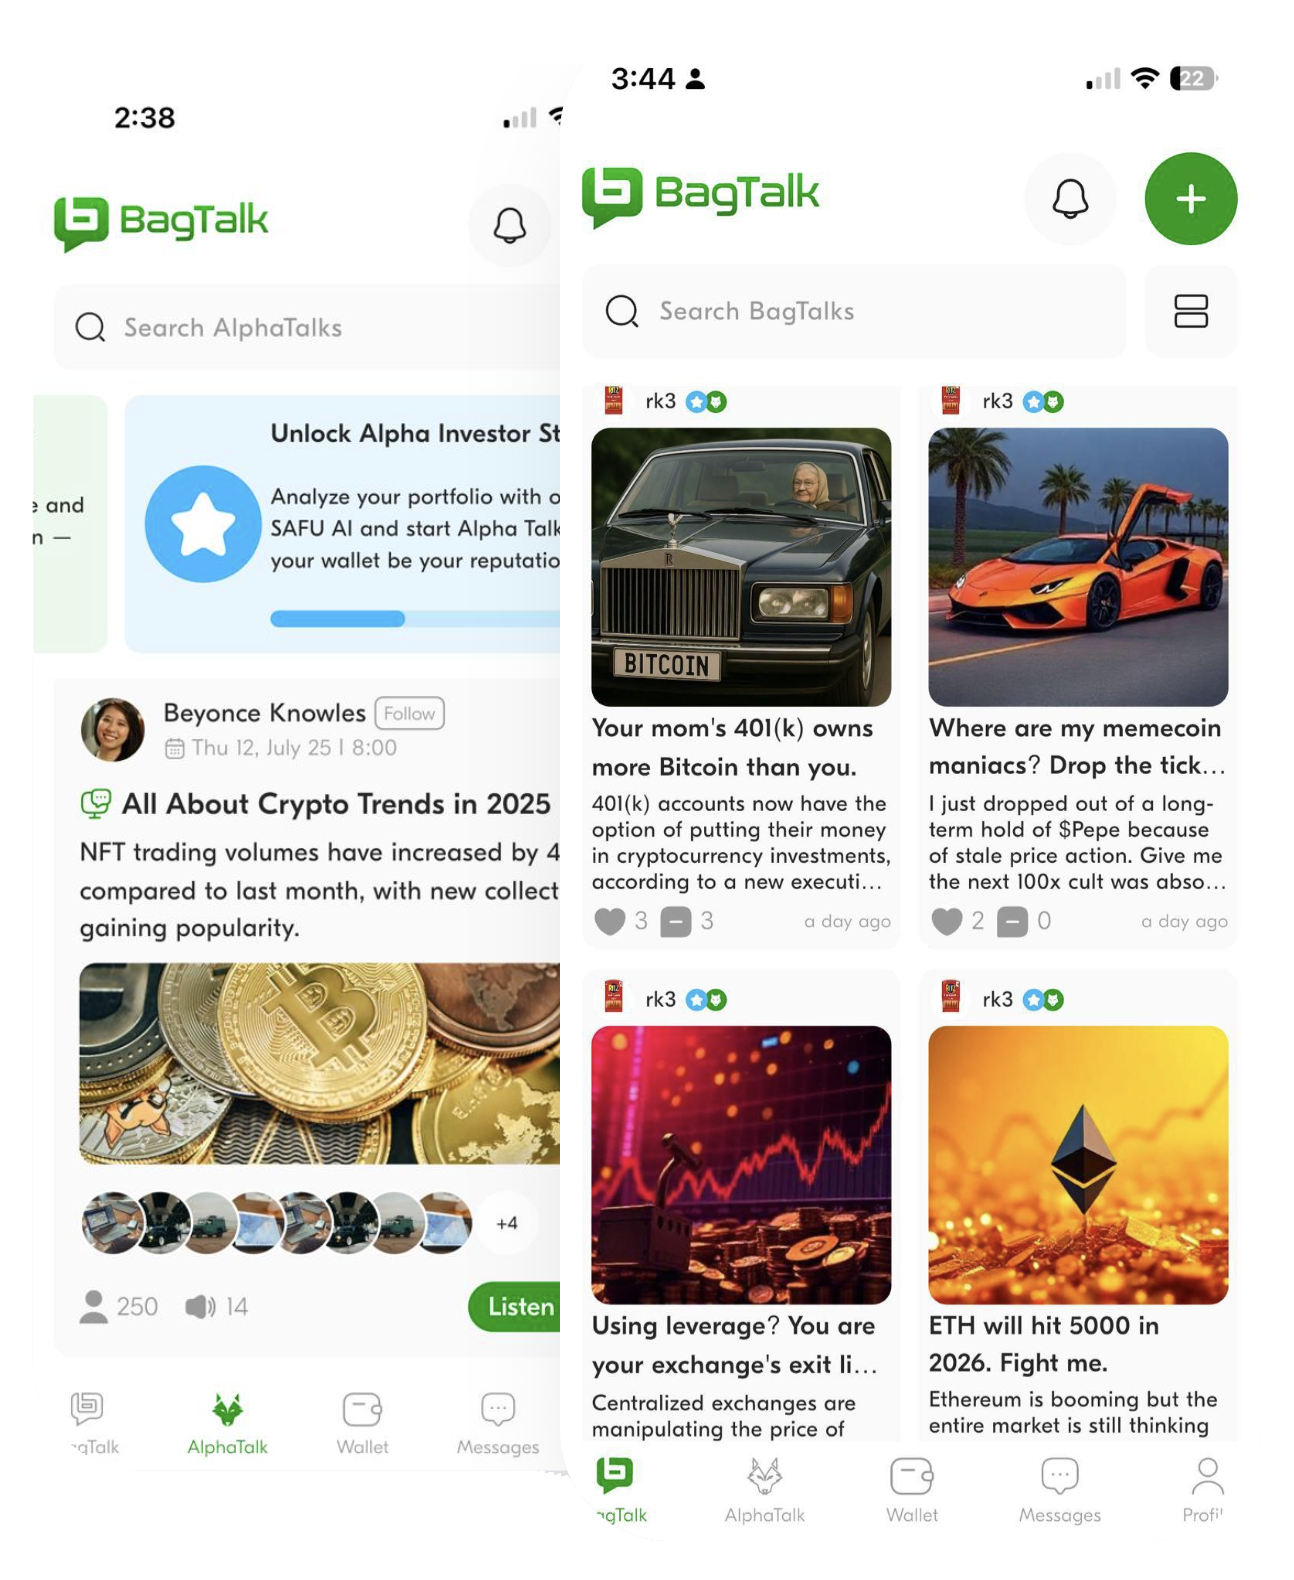 2:38
BagTalk
Search AlphaTalks
e and
n —
Unlock Alpha Investor St
Analyze your portfolio with o
SAFU AI and start Alpha Talk
your wallet be your reputatio
Beyonce Knowles Follow
Thu 12, July 25 | 8:00
All About Crypto Trends in 2025
NFT trading volumes have increased by 4
compared to last month, with new collect
gaining popularity.
+4
250 14
Listen
agTalk AlphaTalk Wallet Messages
3:44 22
BagTalk
Search BagTalks
rk3
BITCOIN
Your mom's 401(k) owns
more Bitcoin than you.
401(k) accounts now have the
option of putting their money
in cryptocurrency investments,
according to a new executi...
3 3 a day ago
rk3
Where are my memecoin
maniacs? Drop the tick...
I just dropped out of a long-
term hold of $Pepe because
of stale price action. Give me
the next 100x cult was abso...
2 0 a day ago
rk3
Using leverage? You are
your exchange's exit li...
Centralized exchanges are
manipulating the price of
rk3
ETH will hit 5000 in
2026. Fight me.
Ethereum is booming but the
entire market is still thinking
agTalk AlphaTalk Wallet Messages Profil